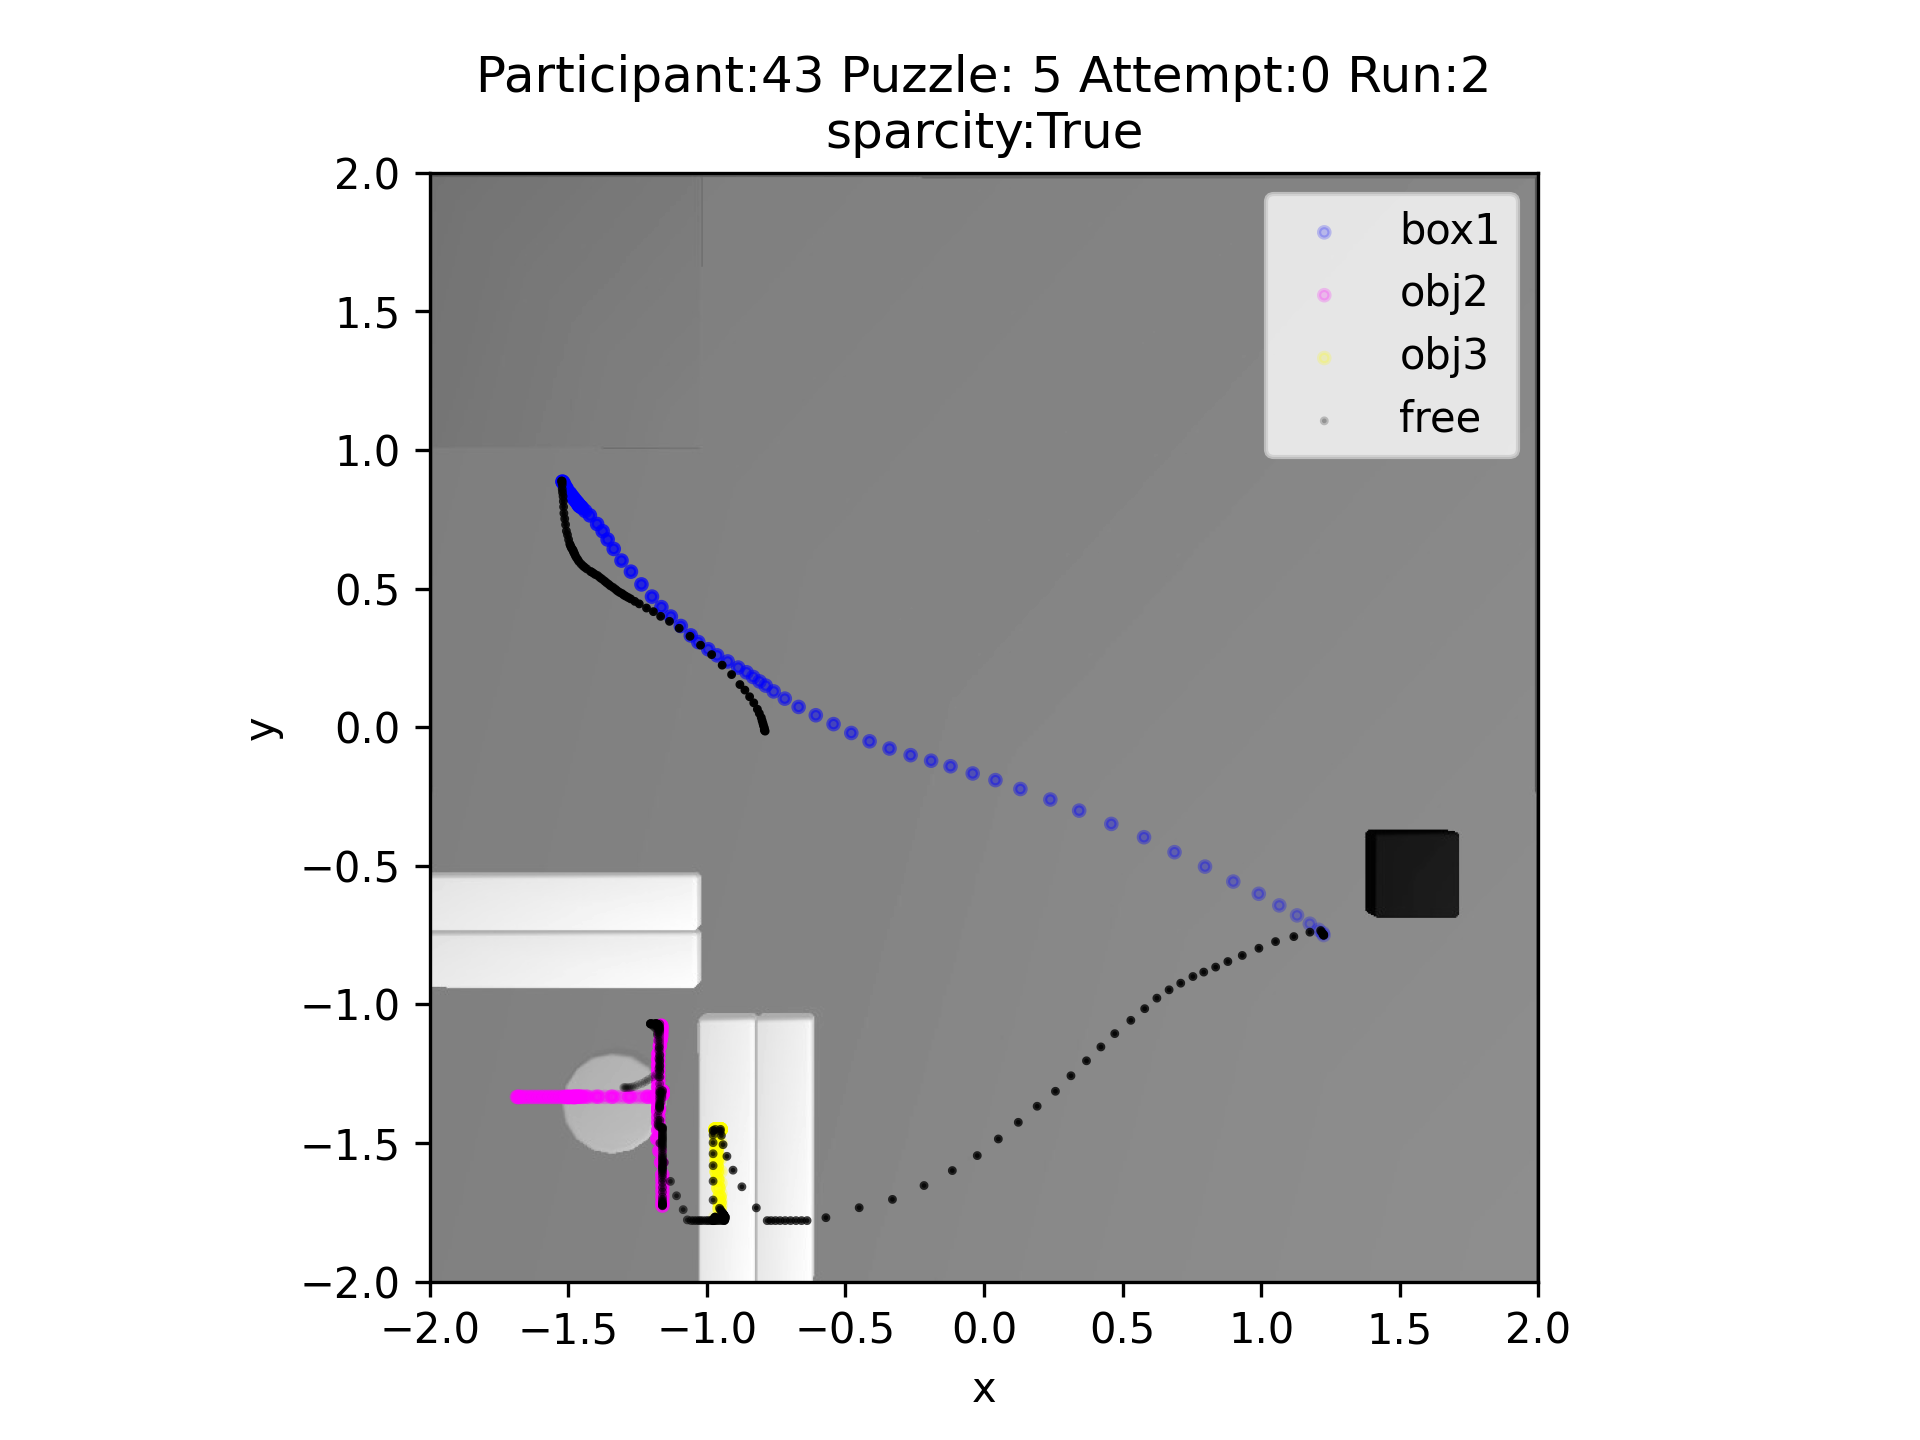 Participant:43 Puzzle: 5 Attempt:0 Run:2
sparcity:True
2.0
1.5
1.0
0.5
0.0
−0.5
−1.0
−1.5
−2.0
y
box1
obj2
obj3
free
−2.0 −1.5 −1.0 −0.5 0.0 0.5 1.0 1.5 2.0
x